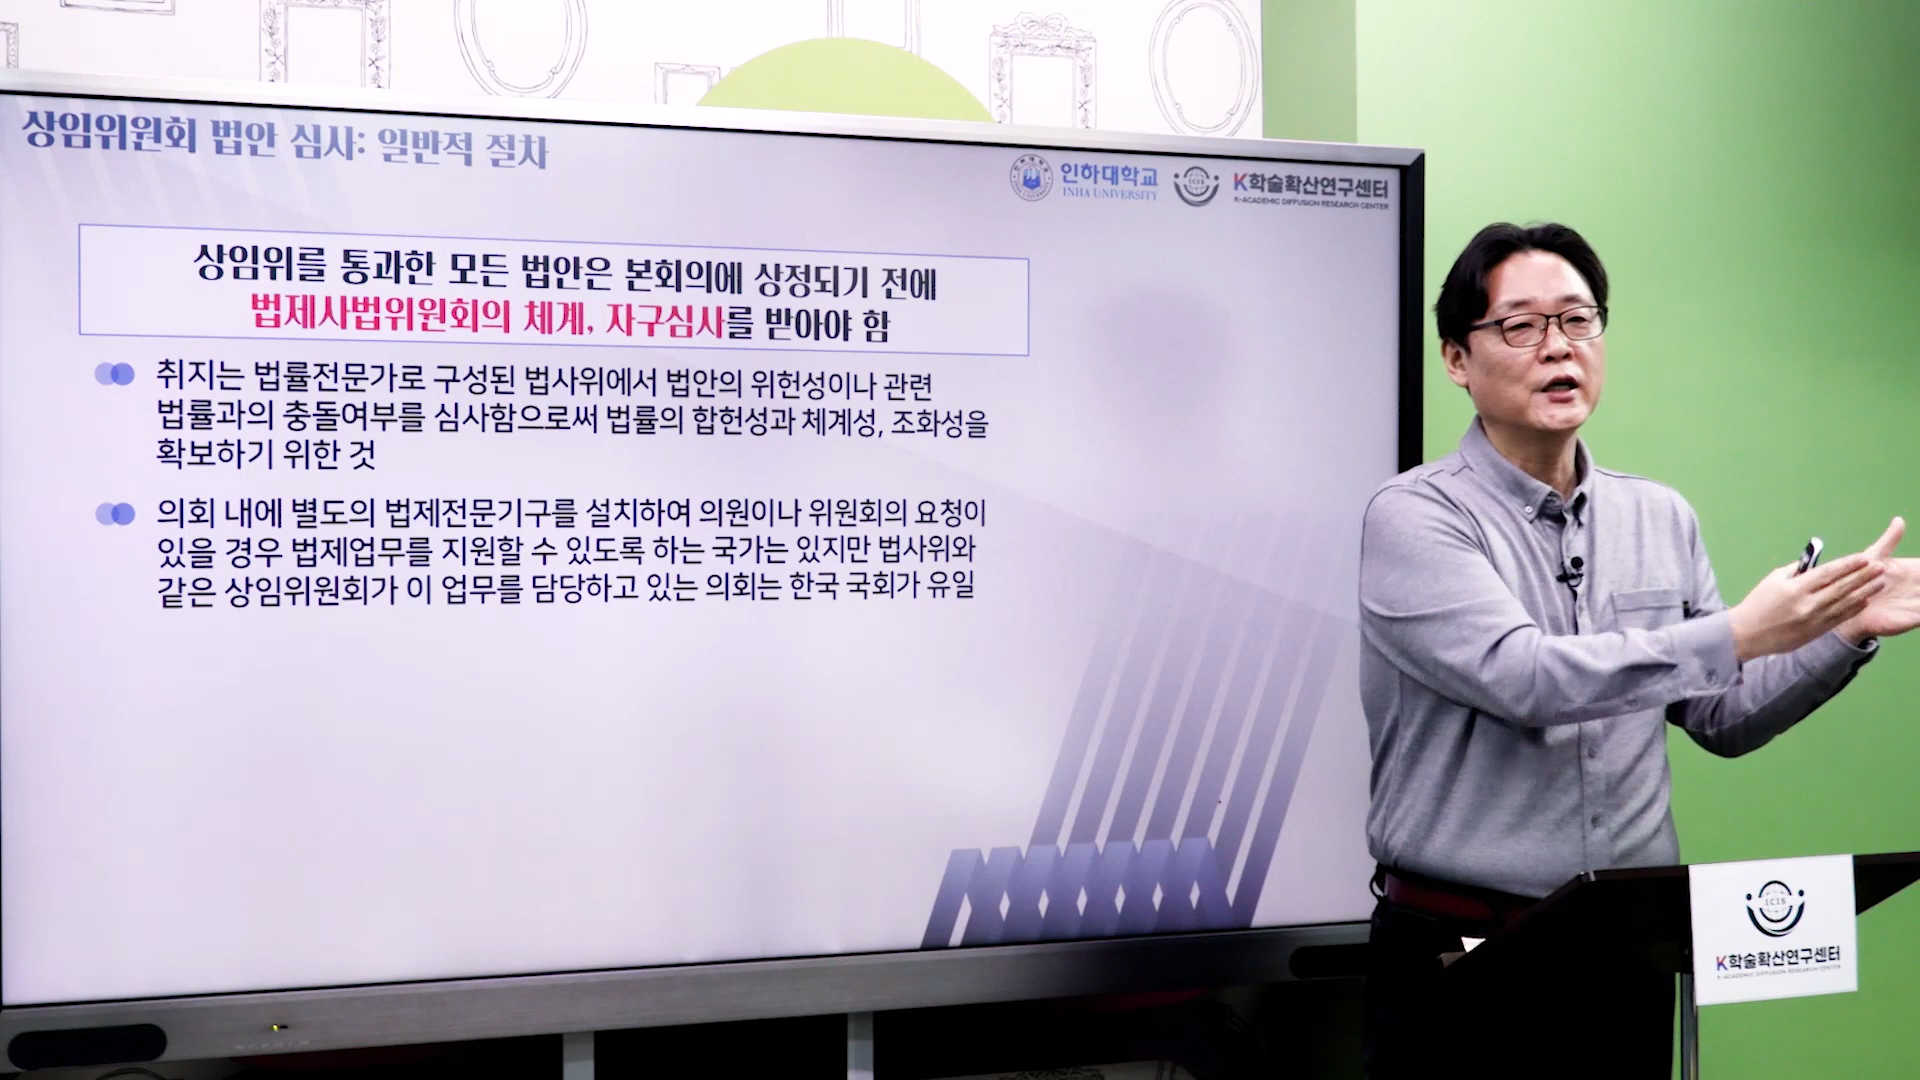 상임위원회 법안 심사: 일반적 절차
인하대학교
INHA UNIVERSITY
K학술확산연구센터
K-ACADEMIC DIFFUSION RESEARCH CENTER
상임위를 통과한 모든 법안은 본회의에 상정되기 전에
법제사법위원회의 체계, 자구심사를 받아야 함
취지는 법률전문가로 구성된 법사위에서 법안의 위헌성이나 관련
법률과의 충돌여부를 심사함으로써 법률의 합헌성과 체계성, 조화성을
확보하기 위한 것
의회 내에 별도의 법제전문기구를 설치하여 의원이나 위원회의 요청이
있을 경우 법제업무를 지원할 수 있도록 하는 국가는 있지만 법사위와
같은 상임위원회가 이 업무를 담당하고 있는 의회는 한국 국회가 유일
ICIS
K학술확산연구센터
K-ACADEMIC DIFFUSION RESEARCH CENTER